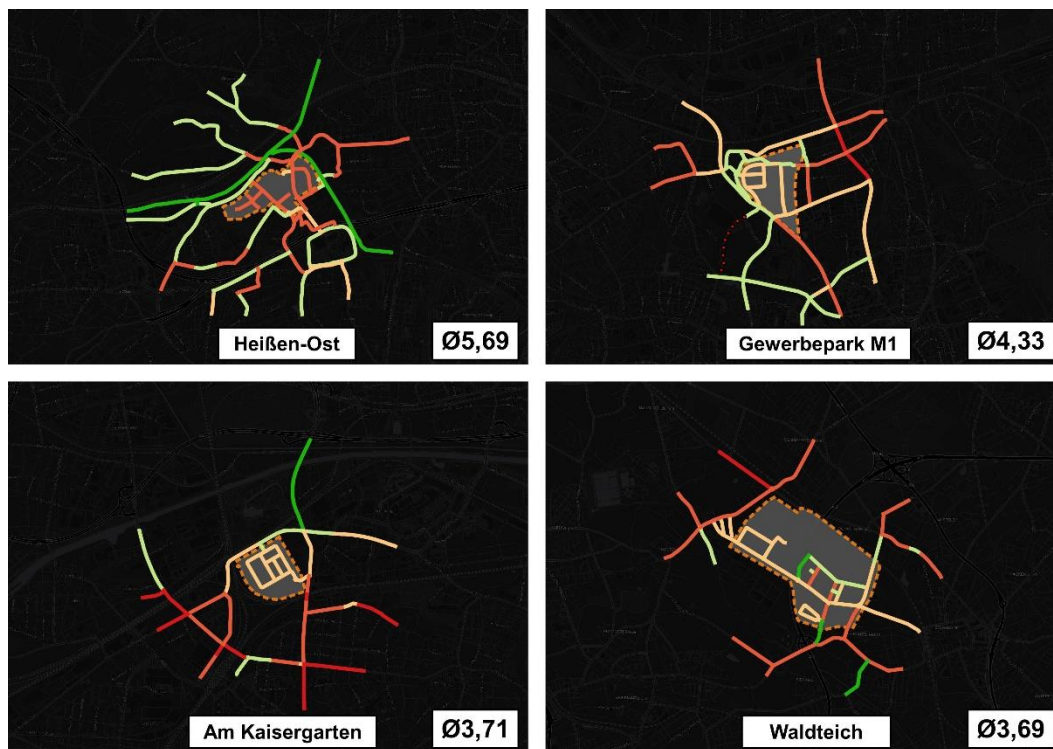 Heißen-Ost
Ø5,69
Gewerbepark M1
Ø4,33
Am Kaisergarten
Ø3,71
Waldteich
Ø3,69